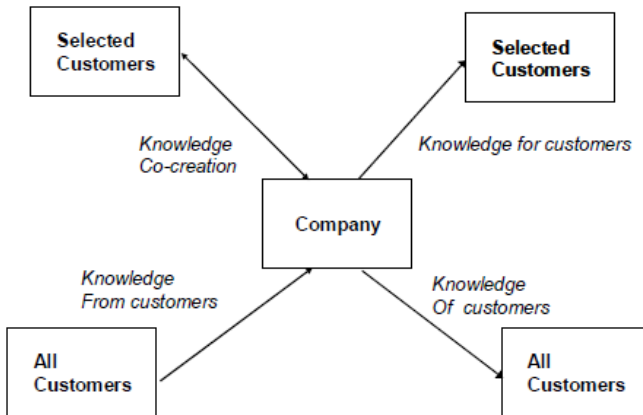 Selected
Customers
Selected
Customers
Knowledge
Co-creation
Knowledge for customers
Company
Knowledge
From customers
Knowledge
Of customers
All
Customers
All
Customers